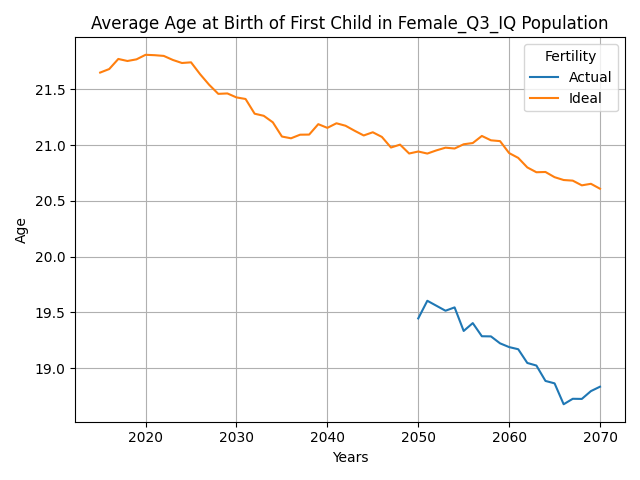 Average Age at Birth of First Child in Female_Q3_IQ Population
Fertility
Actual
Ideal
Age
21.5
21.0
20.5
20.0
19.5
19.0
2020
2030
2040
2050
2060
2070
Years